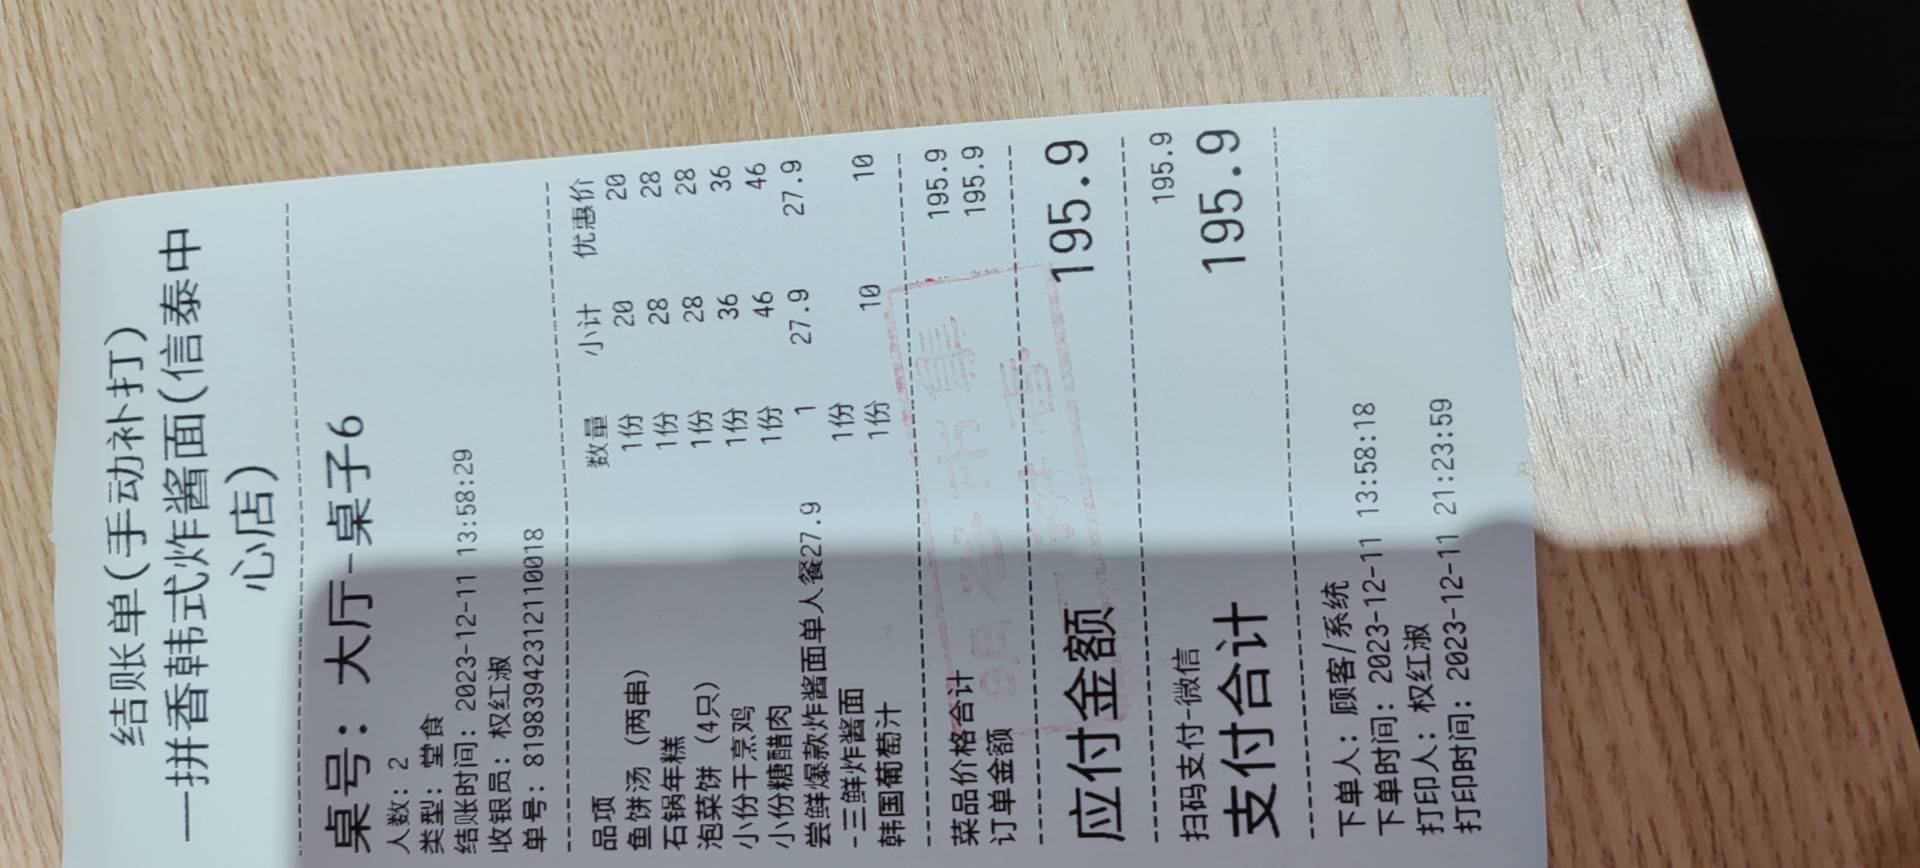 结账单(手动补打)
一拼香韩式炸酱面(信泰中
心店)
桌号：大厅-桌子6
人数：2
类型：堂食
结账时间：2023-12-11 13:58:29
收银员：权红淑
单号：819839423121110018
品项 数量 小计 优惠价
鱼饼汤（两串） 1份 20 20
石锅年糕 1份 28 28
泡菜饼（4只） 1份 28 28
小份干烹鸡 1份 36 36
小份糖醋肉 1份 46 46
尝鲜爆款炸酱面单人餐27.9 1 27.9 27.9
-三鲜炸酱面 1份
韩国葡萄汁 1份 10 10
菜品价格合计 195.9
订单金额 195.9
应付金额 195.9
扫码支付-微信 195.9
支付合计 195.9
下单人：顾客/系统
下单时间：2023-12-11 13:58:18
打印人：权红淑
打印时间：2023-12-11 21:23:59